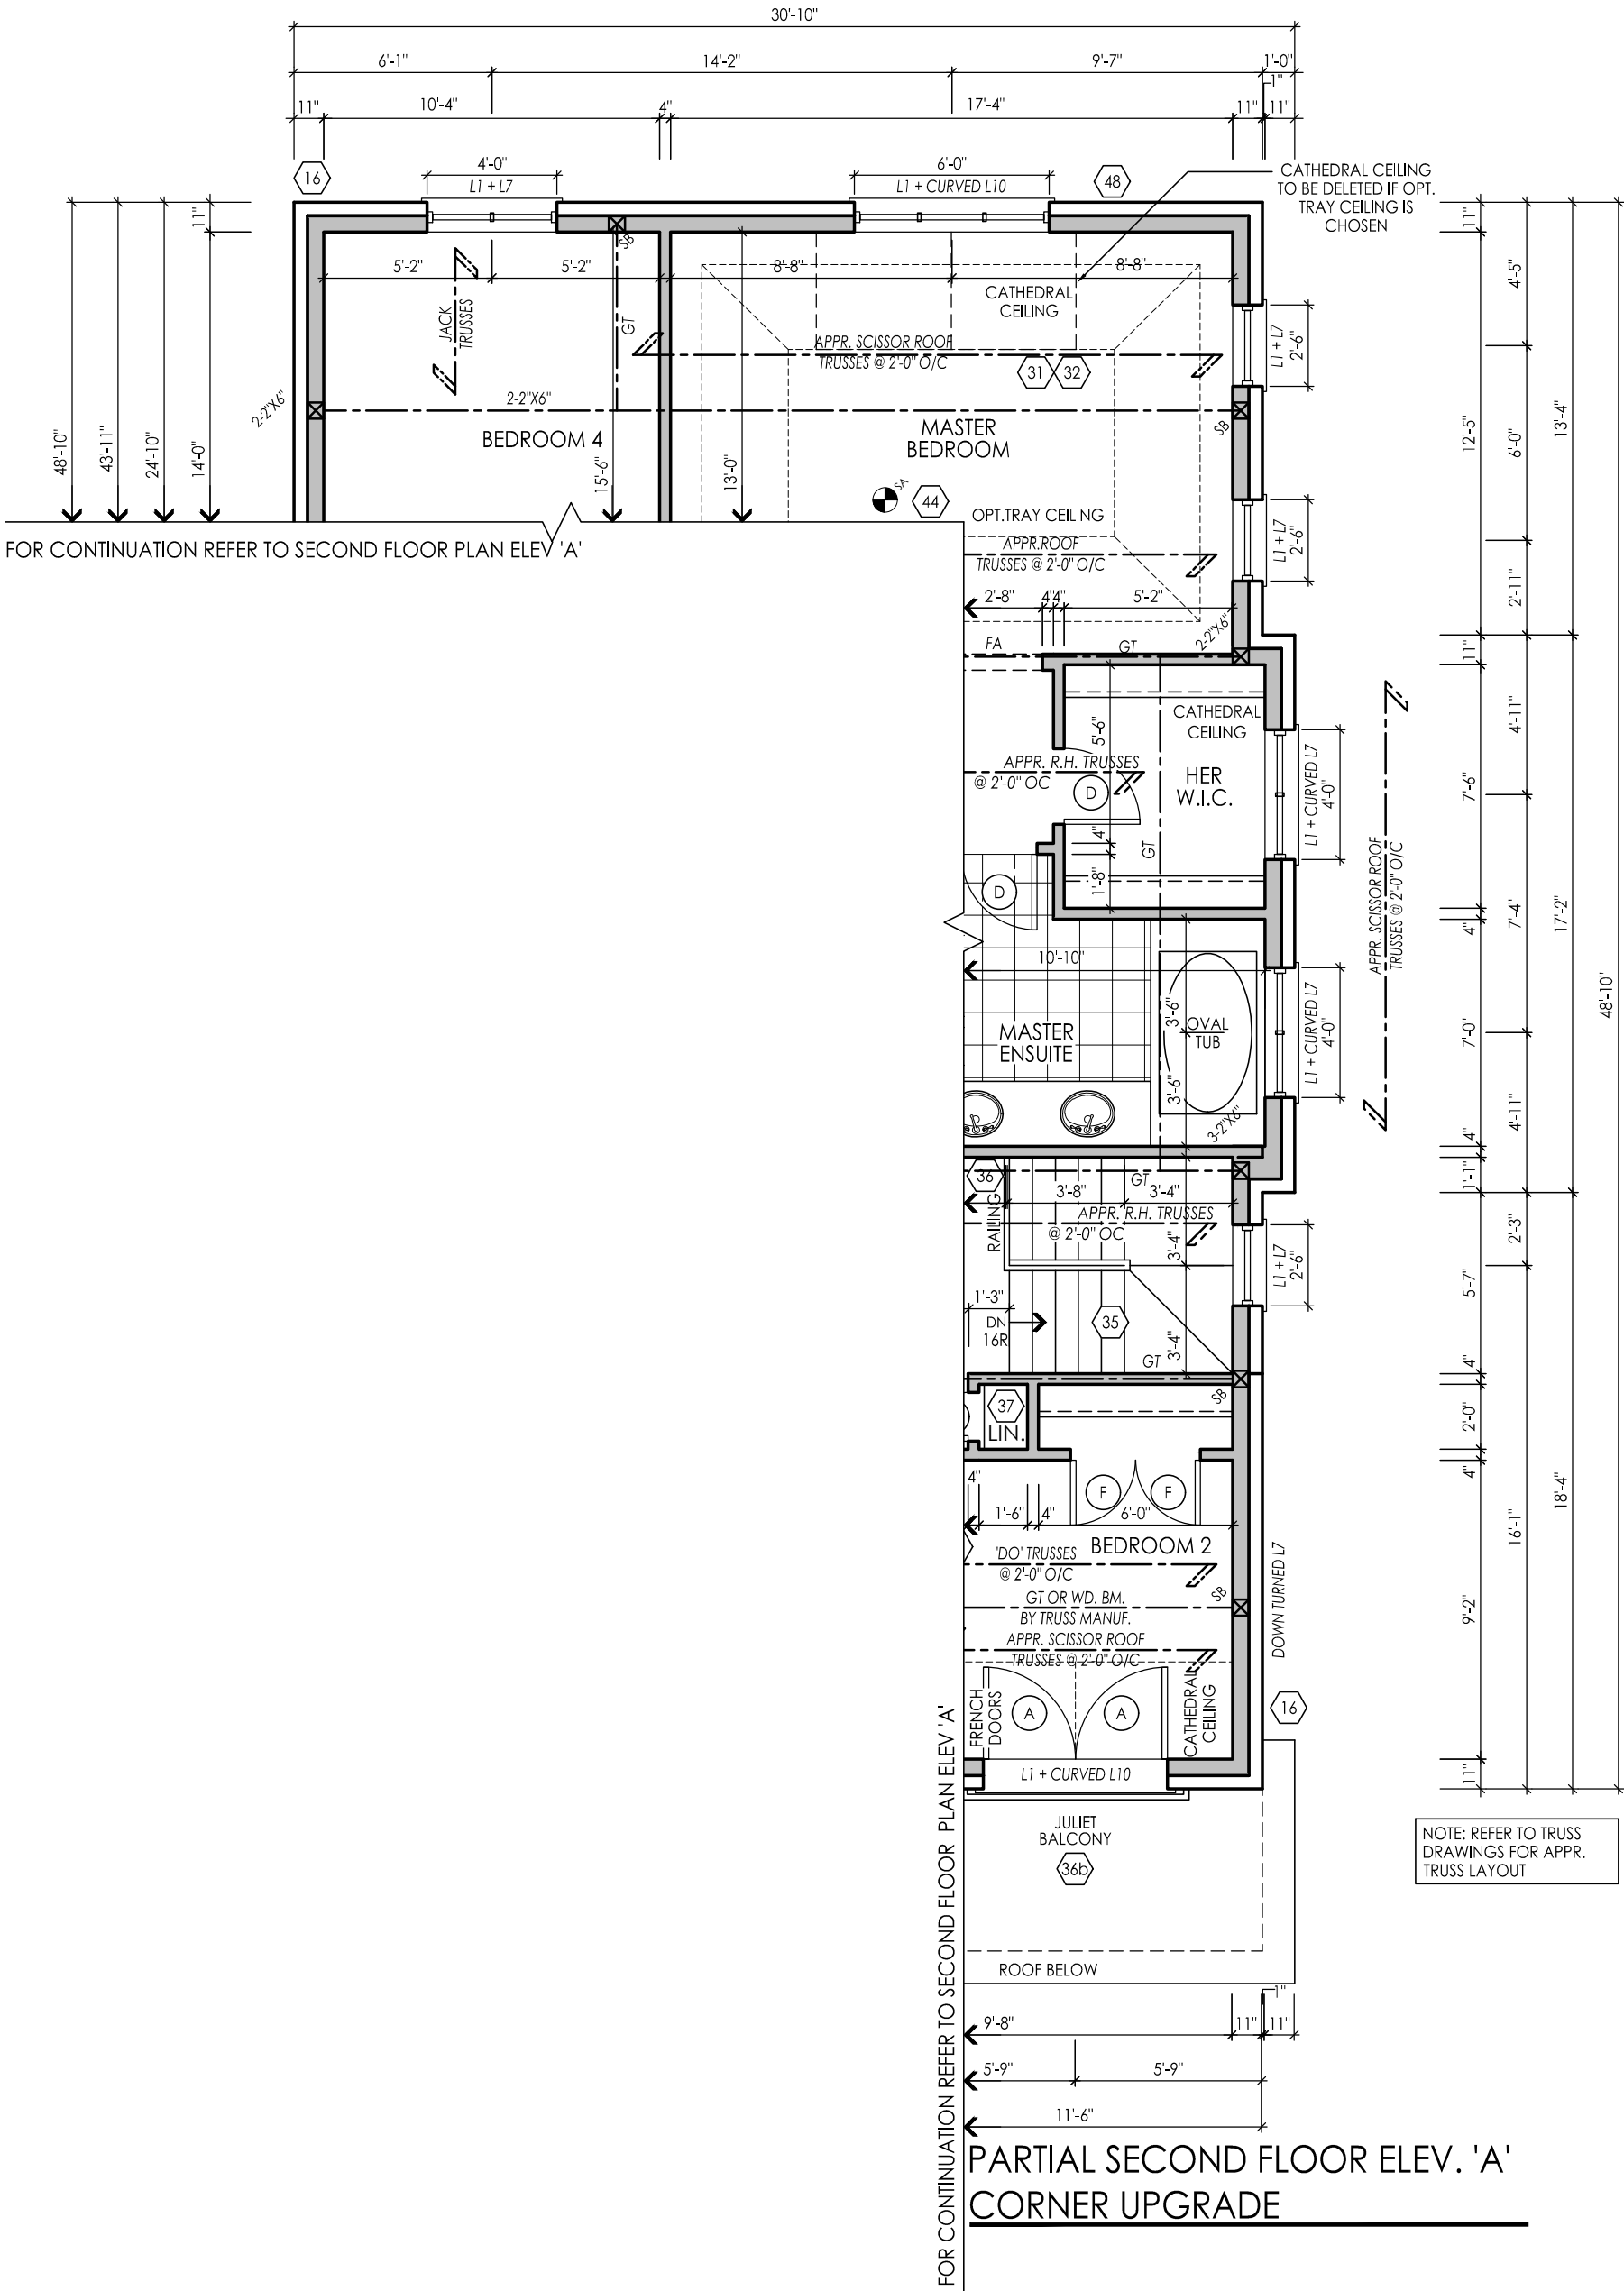 30'-10"
6'-1" 14'-2" 9'-7" 1'-0"
1"
11" 10'-4" 4" 17'-4" 11" 11"
16
4'-0"
L1 + L7
6'-0"
L1 + CURVED L10
48
CATHEDRAL CEILING
TO BE DELETED IF OPT.
TRAY CEILING IS
CHOSEN
48'-10"
43'-11"
24'-10"
14'-0"
11"
SB
5'-2" 5'-2" 8'-8" 8'-8"
JACK
TRUSSES
GT
CATHEDRAL
CEILING
APPR. SCISSOR ROOF
TRUSSES @ 2'-0" O/C
31 32
L1 + L7
2'-6"
2-2"X6"
2-2"X6"
BEDROOM 4
MASTER
BEDROOM
SB
15'-6"
13'-0"
SA
44
FOR CONTINUATION REFER TO SECOND FLOOR PLAN ELEV 'A'
OPT.TRAY CEILING
APPR.ROOF
TRUSSES @ 2'-0" O/C
L1 + L7
2'-6"
2'-8" 4" 4" 5'-2"
FA
GT
2-2"X6"
CATHEDRAL
CEILING
5'-6"
APPR. R.H. TRUSSES
@ 2'-0" OC
D
HER
W.I.C.
L1 + CURVED L7
4'-0"
4"
GT
1'-8"
D
APPR. SCISSOR ROOF
TRUSSES @ 2'-0" O/C
10'-10"
3'-6"
MASTER
ENSUITE
OVAL
TUB
L1 + CURVED L7
4'-0"
3'-6"
3-2"X6"
36
GT
3'-8" 3'-4"
RAILING
APPR. R.H. TRUSSES
@ 2'-0" OC
3'-4"
L1 + L7
2'-6"
1'-3"
DN
16R
35
3'-4"
GT
37
LIN.
SB
F F
4"
1'-6" 4" 6'-0"
'DO' TRUSSES
@ 2'-0" O/C
BEDROOM 2
GT OR WD. BM.
BY TRUSS MANUF.
SB
APPR. SCISSOR ROOF
TRUSSES @ 2'-0" O/C
DOWN TURNED L7
FRENCH
DOORS
A A
CATHEDRAL
CEILING
16
L1 + CURVED L10
JULIET
BALCONY
36b
ROOF BELOW
11"
12'-5"
11"
7'-6"
4"
7'-0"
4"
1'-1"
5'-7"
4"
2'-0"
4"
9'-2"
11"
4'-5"
6'-0"
2'-11"
4'-11"
7'-4"
4'-11"
2'-3"
16'-1"
13'-4"
17'-2"
18'-4"
48'-10"
NOTE: REFER TO TRUSS
DRAWINGS FOR APPR.
TRUSS LAYOUT
1"
9'-8" 11" 11"
5'-9" 5'-9"
11'-6"
FOR CONTINUATION REFER TO SECOND FLOOR PLAN ELEV 'A'
PARTIAL SECOND FLOOR ELEV. 'A'
CORNER UPGRADE